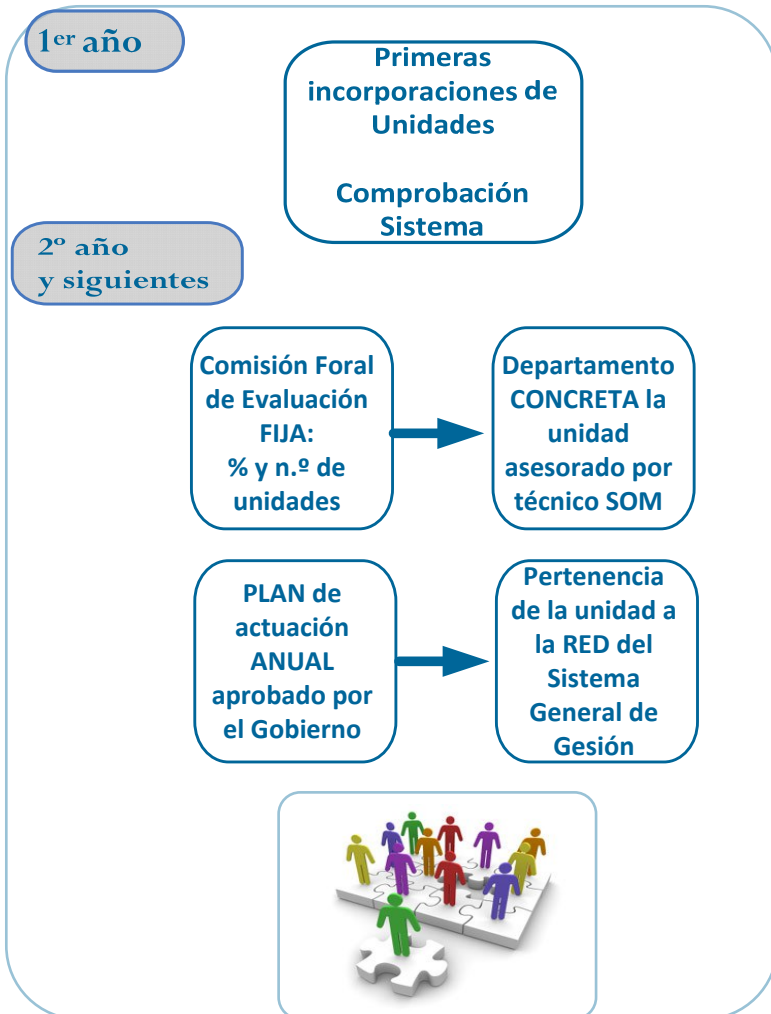 1er año
Primeras
incorporaciones de
Unidades
Comprobación
Sistema
2º año
y siguientes
Comisión Foral
de Evaluación
FIJA:
% y n.º de
unidades
Departamento
CONCRETA la
unidad
asesorado por
técnico SOM
PLAN de
actuación
ANUAL
aprobado por
el Gobierno
Pertenencia
de la unidad a
la RED del
Sistema
General de
Gesión